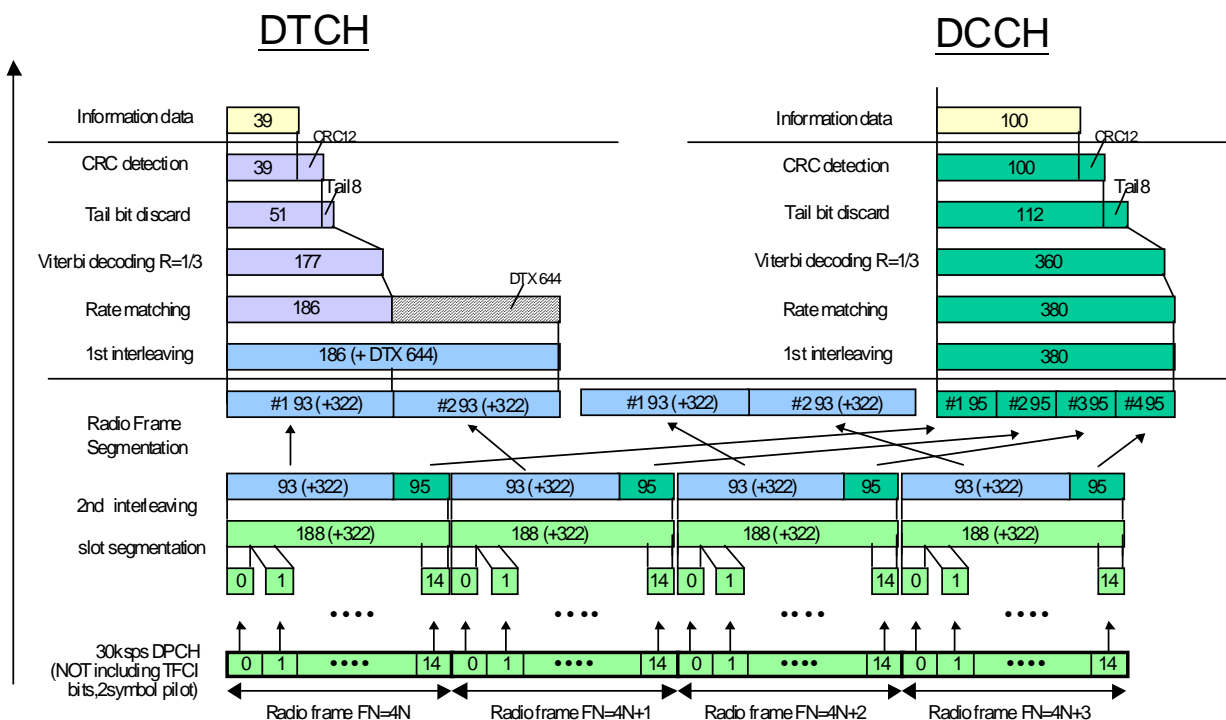 DTCH DCCH
Information data 39 Information data 100
CRC12 CRC12
CRC detection 39 CRC detection 100
Tail8 Tail8
Tail bit discard 51 Tail bit discard 112
Viterbi decoding R=1/3 177 Viterbi decoding R=1/3 360
DTX 644
Rate matching 186 Rate matching 380
1st interleaving 186 (+ DTX 644) 1st interleaving 380
#1 93 (+322) #2 93 (+322) #1 93 (+322) #2 93 (+322) #1 95 #2 95 #3 95 #4 95
Radio Frame
Segmentation
93 (+322) 95 93 (+322) 95 93 (+322) 95 93 (+322) 95
2nd interleaving
188 (+322) 188 (+322) 188 (+322) 188 (+322)
slot segmentation
0 1 14 0 1 14 0 1 14 0 1 14
•••• •••• •••• ••••
30ksps DPCH
(NOT including TFCI
bits,2symbol pilot)
0 1 •••• 14 0 1 •••• 14 0 1 •••• 14 0 1 •••• 14
Radio frame FN=4N Radio frame FN=4N+1 Radio frame FN=4N+2 Radio frame FN=4N+3